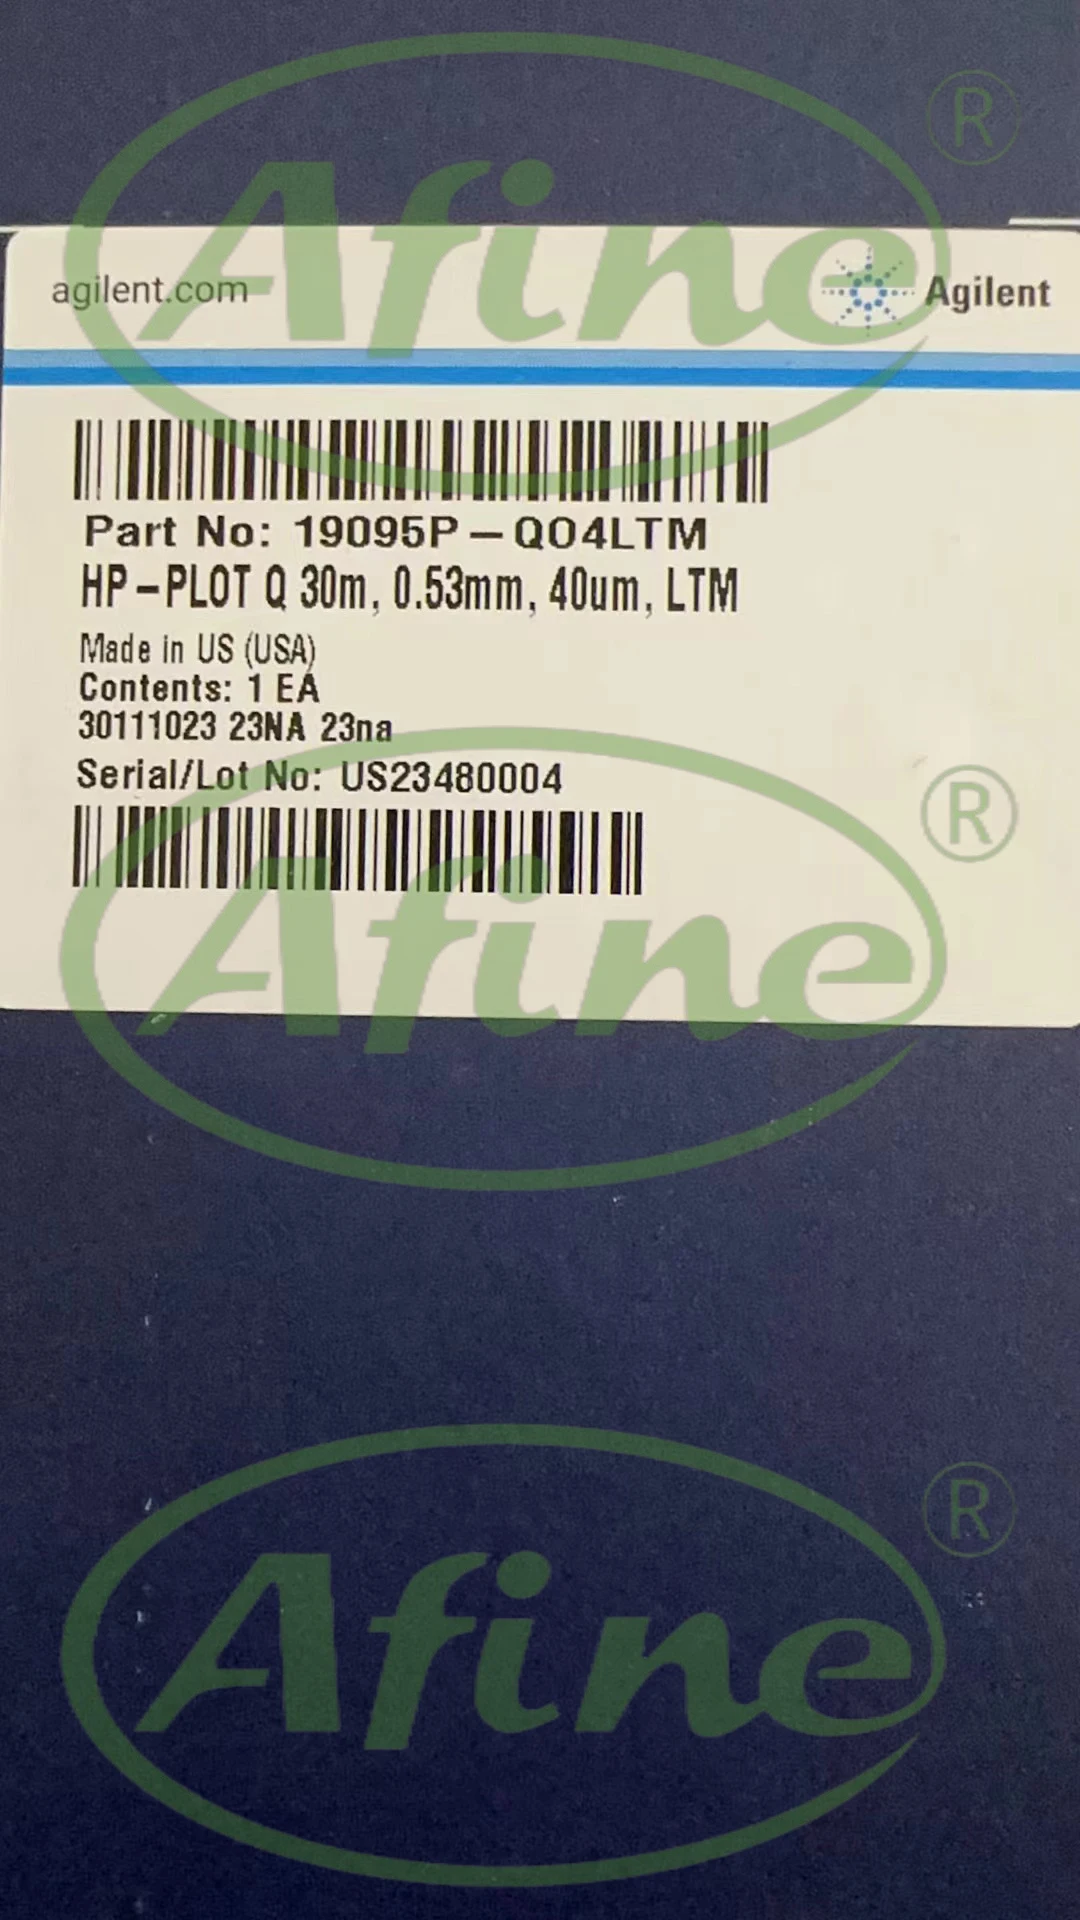 Afine ®
agilent.com
Agilent
Part No: 19095P-QO4LTM
HP-PLOT Q 30m, 0.53mm, 40um, LTM
Made in US (USA)
Contents: 1 EA
30111023 23NA 23na
Serial/Lot No: US23480004
Afine ®
Afine ®